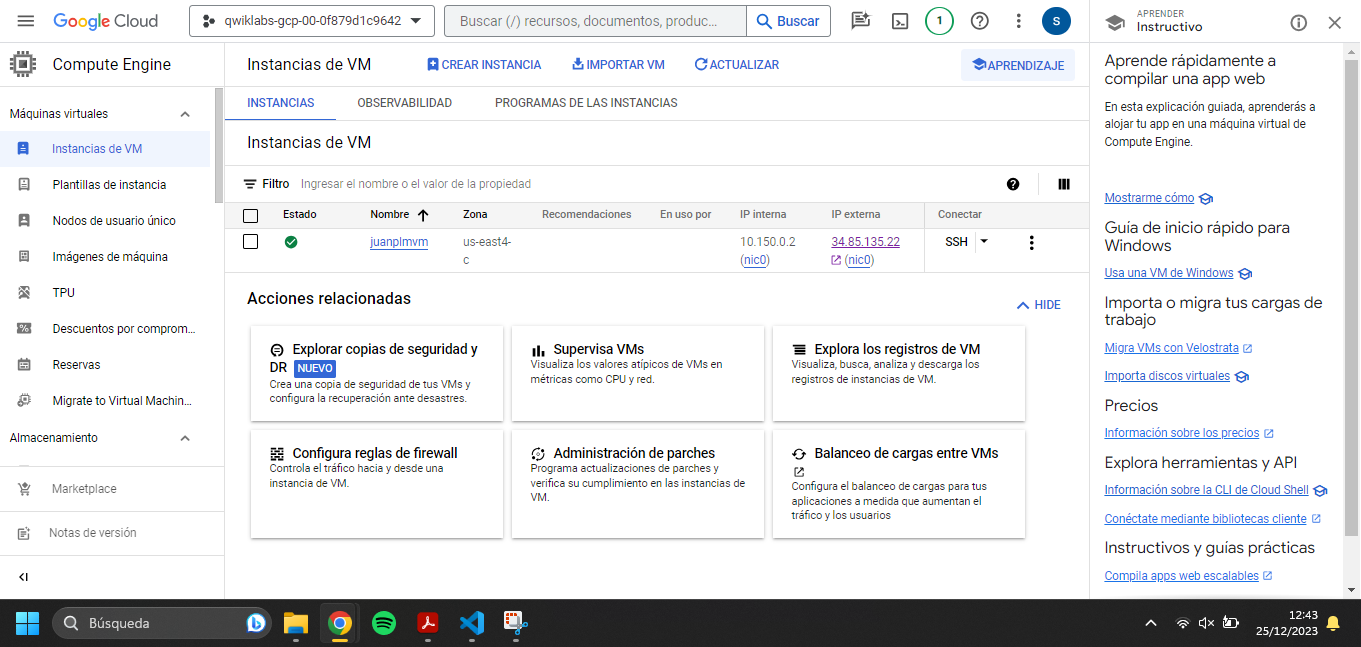 Google Cloud
qwiklabs-gcp-00-0f879d1c9642
Buscar (/) recursos, documentos, produc...
Buscar
1
S
APRENDER
Instructivo
Compute Engine
Máquinas virtuales
Instancias de VM
Plantillas de instancia
Nodos de usuario único
Imágenes de máquina
TPU
Descuentos por comprom...
Reservas
Migrate to Virtual Machin...
Almacenamiento
Marketplace
Notas de versión
Instancias de VM
CREAR INSTANCIA
IMPORTAR VM
ACTUALIZAR
APRENDIZAJE
INSTANCIAS
OBSERVABILIDAD
PROGRAMAS DE LAS INSTANCIAS
Instancias de VM
Filtro
Ingresar el nombre o el valor de la propiedad
Estado
Nombre
Zona
Recomendaciones
En uso por
IP interna
IP externa
Conectar
juanplmvm
us-east4-
c
10.150.0.2
(nic0)
34.85.135.22
(nic0)
SSH
Acciones relacionadas
HIDE
Explorar copias de seguridad y
DR NUEVO
Crea una copia de seguridad de tus VMs y
configura la recuperación ante desastres.
Supervisa VMs
Visualiza los valores atípicos de VMs en
métricas como CPU y red.
Explora los registros de VM
Visualiza, busca, analiza y descarga los
registros de instancias de VM.
Configura reglas de firewall
Controla el tráfico hacia y desde una
instancia de VM.
Administración de parches
Programa actualizaciones de parches y
verifica su cumplimiento en las instancias de
VM.
Balanceo de cargas entre VMs
Configura el balanceo de cargas para tus
aplicaciones a medida que aumentan el
tráfico y los usuarios
Aprende rápidamente a
compilar una app web
En esta explicación guiada, aprenderás a
alojar tu app en una máquina virtual de
Compute Engine.
Mostrarme cómo
Guía de inicio rápido para
Windows
Usa una VM de Windows
Importa o migra tus cargas de
trabajo
Migra VMs con Velostrata
Importa discos virtuales
Precios
Información sobre los precios
Explora herramientas y API
Información sobre la CLI de Cloud Shell
Conéctate mediante bibliotecas cliente
Instructivos y guías prácticas
Compila apps web escalables
Búsqueda
12:43
25/12/2023